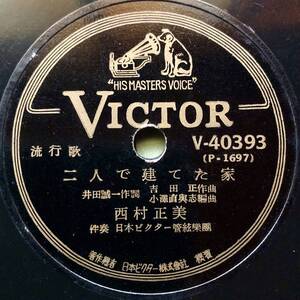 "HIS MASTERS VOICE"
VICTOR
V-40393
(P-1697)
流行歌
二人で建てた家
井田誠一作詞 吉田正作曲
小澤直與志編曲
西村正美
伴奏 日本ビクター管絃樂團
日本ビクター株式会社